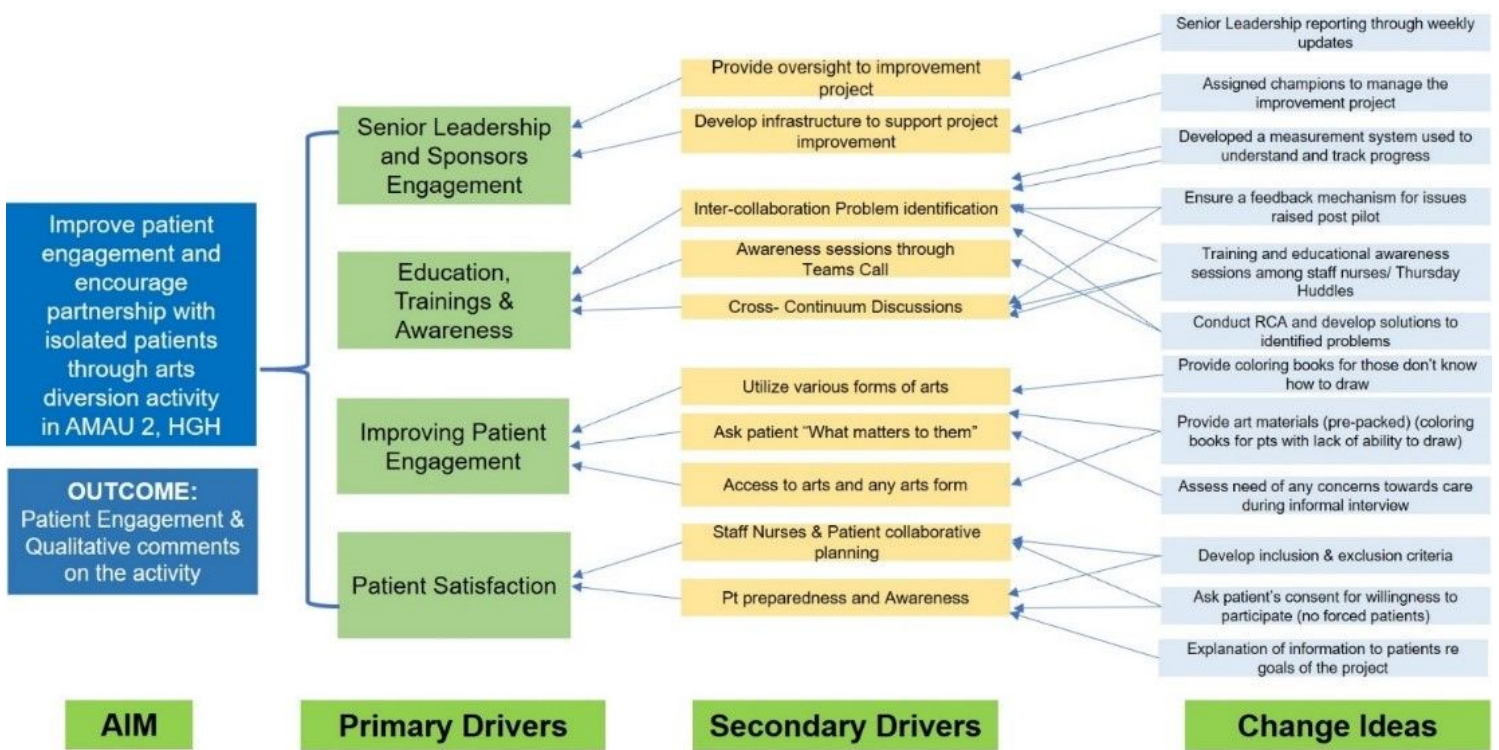 Improve patient
engagement and
encourage
partnership with
isolated patients
through arts
diversion activity
in AMAU 2, HGH
OUTCOME:
Patient Engagement &
Qualitative comments
on the activity
AIM
Senior Leadership
and Sponsors
Engagement
Education,
Trainings &
Awareness
Improving Patient
Engagement
Patient Satisfaction
Primary Drivers
Provide oversight to improvement
project
Develop infrastructure to support project
improvement
Inter-collaboration Problem identification
Awareness sessions through
Teams Call
Cross- Continuum Discussions
Utilize various forms of arts
Ask patient “What matters to them”
Access to arts and any arts form
Staff Nurses & Patient collaborative
planning
Pt preparedness and Awareness
Secondary Drivers
Senior Leadership reporting through weekly
updates
Assigned champions to manage the
improvement project
Developed a measurement system used to
understand and track progress
Ensure a feedback mechanism for issues
raised post pilot
Training and educational awareness
sessions among staff nurses/ Thursday
Huddles
Conduct RCA and develop solutions to
identified problems
Provide coloring books for those don’t know
how to draw
Provide art materials (pre-packed) (coloring
books for pts with lack of ability to draw)
Assess need of any concerns towards care
during informal interview
Develop inclusion & exclusion criteria
Ask patient’s consent for willingness to
participate (no forced patients)
Explanation of information to patients re
goals of the project
Change Ideas